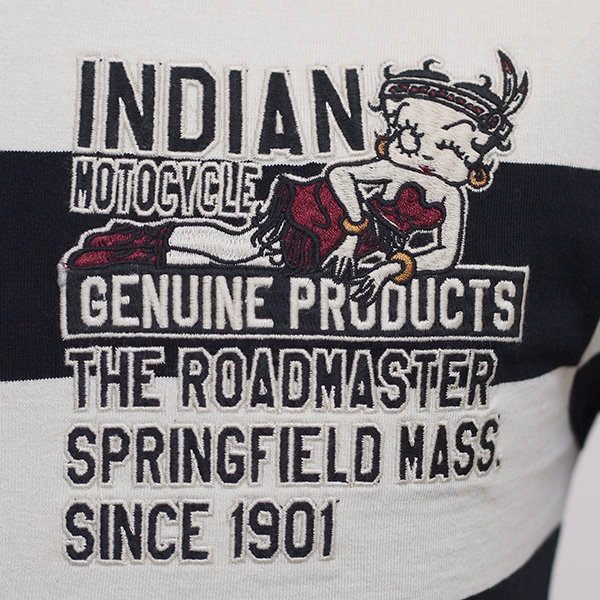 INDIAN
MOTOCYCLE
GENUINE PRODUCTS
THE ROADMASTER
SPRINGFIELD MASS.
SINCE 1901